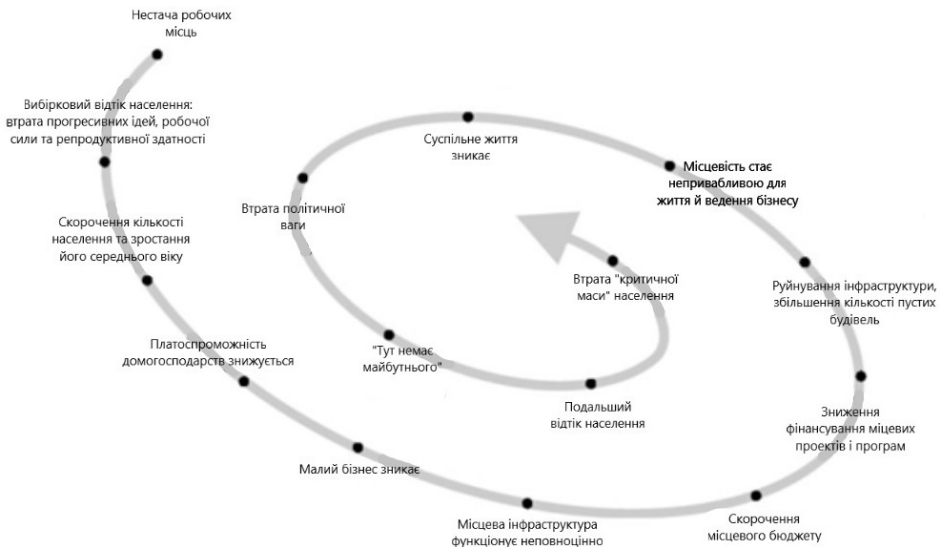 Нестача робочих
місць
Вибірковий відтік населення:
втрата прогресивних ідей, робочої
сили та репродуктивної здатності
Скорочення кількості
населення та зростання
його середнього віку
Платоспроможність
домогосподарств знижується
Малий бізнес зникає
Місцева інфраструктура
функціонує неповноцінно
Скорочення
місцевого бюджету
Зниження
фінансування міцевих
проектів і програм
Руйнування інфраструктури,
збільшення кількості пустих
будівель
Місцевість стає
непривабливою для
життя й ведення бізнесу
Суспільне життя
зникає
Втрата політичної
ваги
"Тут немає
майбутнього"
Подальший
відтік населення
Втрата "критичної
маси" населення